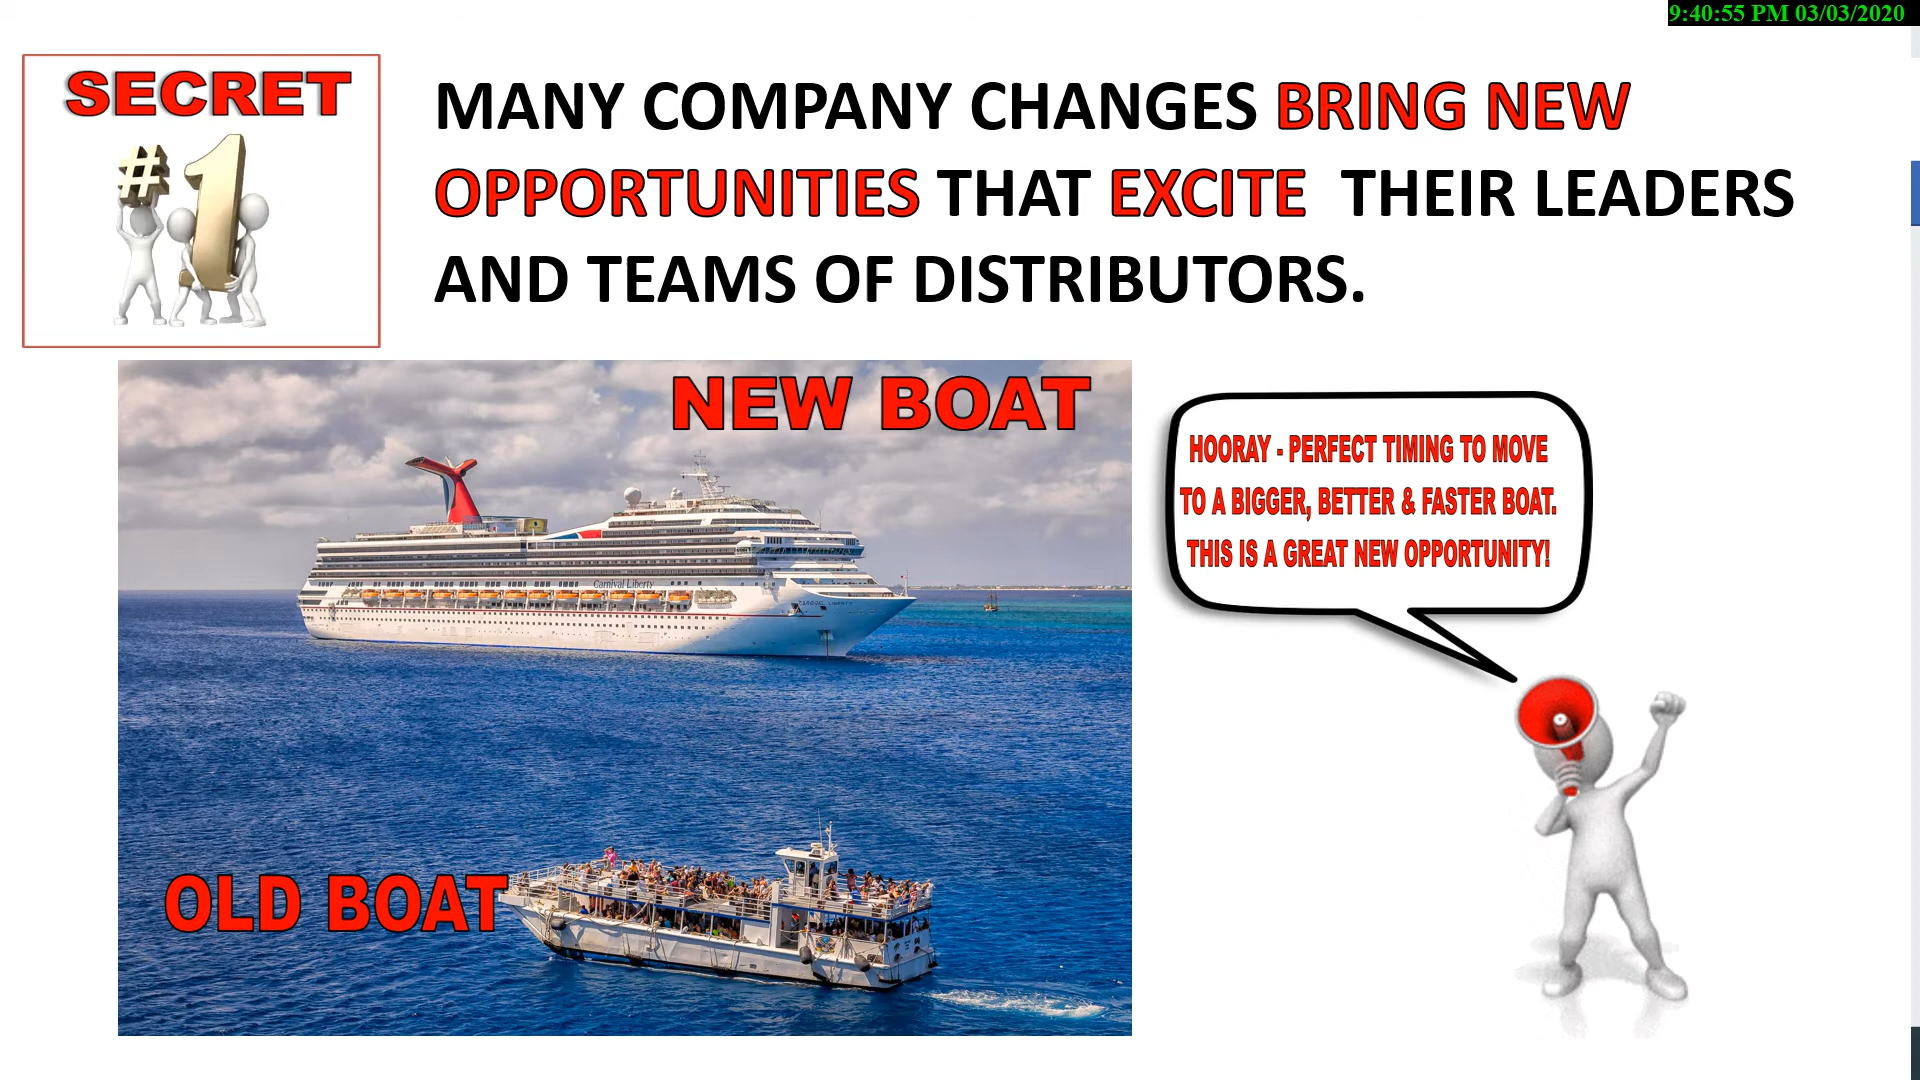 9:40:55 PM 03/03/2020
SECRET
#1
MANY COMPANY CHANGES BRING NEW
OPPORTUNITIES THAT EXCITE THEIR LEADERS
AND TEAMS OF DISTRIBUTORS.
NEW BOAT
Carnival Liberty
CARNIVAL LIBERTY
HOORAY - PERFECT TIMING TO MOVE
TO A BIGGER, BETTER & FASTER BOAT.
THIS IS A GREAT NEW OPPORTUNITY!
OLD BOAT